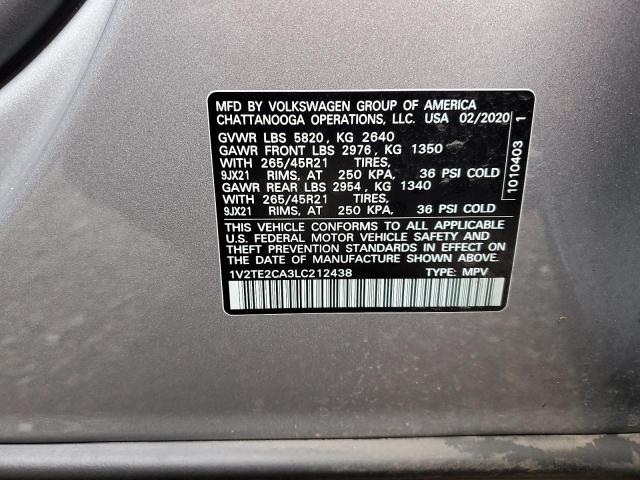 MFD BY VOLKSWAGEN GROUP OF AMERICA
CHATTANOOGA OPERATIONS, LLC. USA 02/2020
GVWR LBS 5820, KG 2640
GAWR FRONT LBS 2976, KG 1350
WITH 265/45R21 TIRES,
9JX21 RIMS, AT 250 KPA, 36 PSI COLD
GAWR REAR LBS 2954, KG 1340
WITH 265/45R21 TIRES,
9JX21 RIMS, AT 250 KPA, 36 PSI COLD
THIS VEHICLE CONFORMS TO ALL APPLICABLE
U.S. FEDERAL MOTOR VEHICLE SAFETY AND
THEFT PREVENTION STANDARDS IN EFFECT ON
THE DATE OF MANUFACTURE SHOWN ABOVE.
1V2TE2CA3LC212438 TYPE: MPV
1010403 1